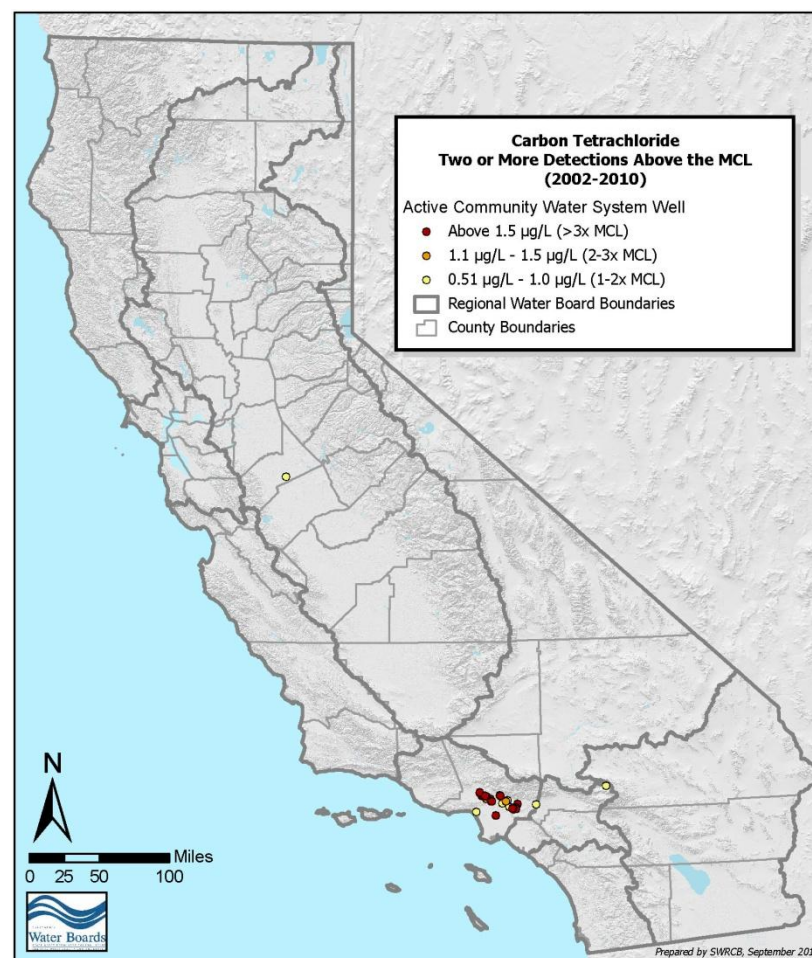 Carbon Tetrachloride
Two or More Detections Above the MCL
(2002-2010)
Active Community Water System Well
Above 1.5 µg/L (>3x MCL)
1.1 µg/L - 1.5 µg/L (2-3x MCL)
0.51 µg/L - 1.0 µg/L (1-2x MCL)
Regional Water Board Boundaries
County Boundaries
N
Miles
0 25 50 100
Water Boards
Prepared by SWRCB, September 201